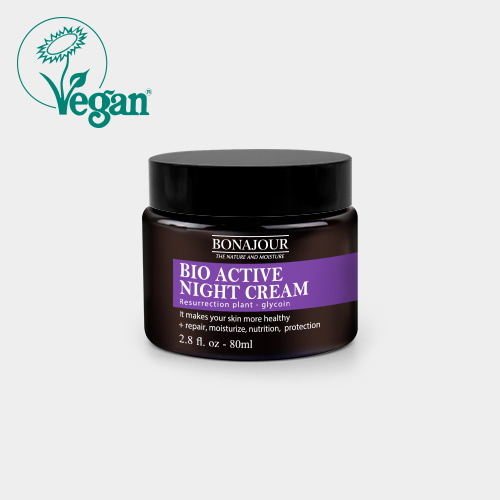 Vegan
BONAJOUR
THE NATURE AND MOISTURE
BIO ACTIVE
NIGHT CREAM
Resurrection plant - glycoin
It makes your skin more healthy
+ repair, moisturize, nutrition, protection
2.8 fl. oz - 80ml